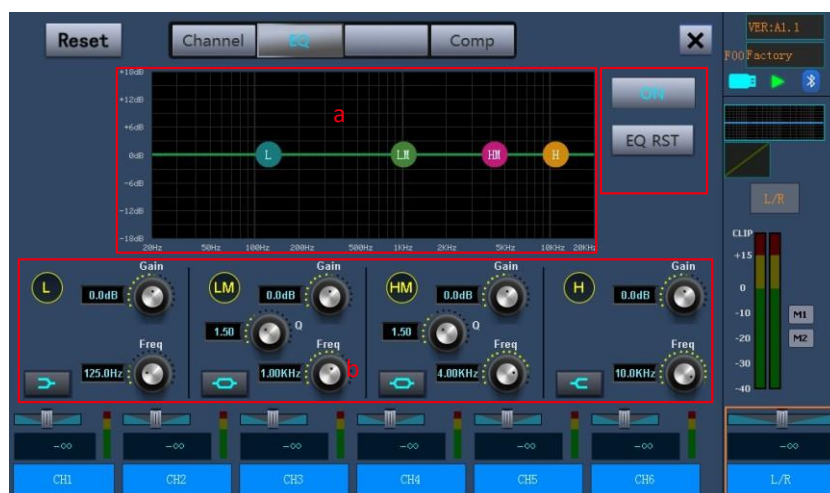 Reset
Channel EQ Comp
VER:A1.1
F00 Factory
+18dB
+12dB
+6dB
0dB
-6dB
-12dB
-18dB
a
L LM HM H
20Hz 50Hz 100Hz 200Hz 500Hz 1KHz 2KHz 5KHz 10KHz 20KHz
ON
EQ RST
L/R
CLIP
+15
0
-10
-20
-30
-40
M1
M2
L Gain 0.0dB
Freq 125.0Hz
LM Gain 0.0dB
1.50 Q
Freq 1.00KHz b
HM Gain 0.0dB
1.50 Q
Freq 4.00KHz
H Gain 0.0dB
Freq 10.0KHz
-∞ -∞ -∞ -∞ -∞ -∞ -∞
CH1 CH2 CH3 CH4 CH5 CH6 L/R